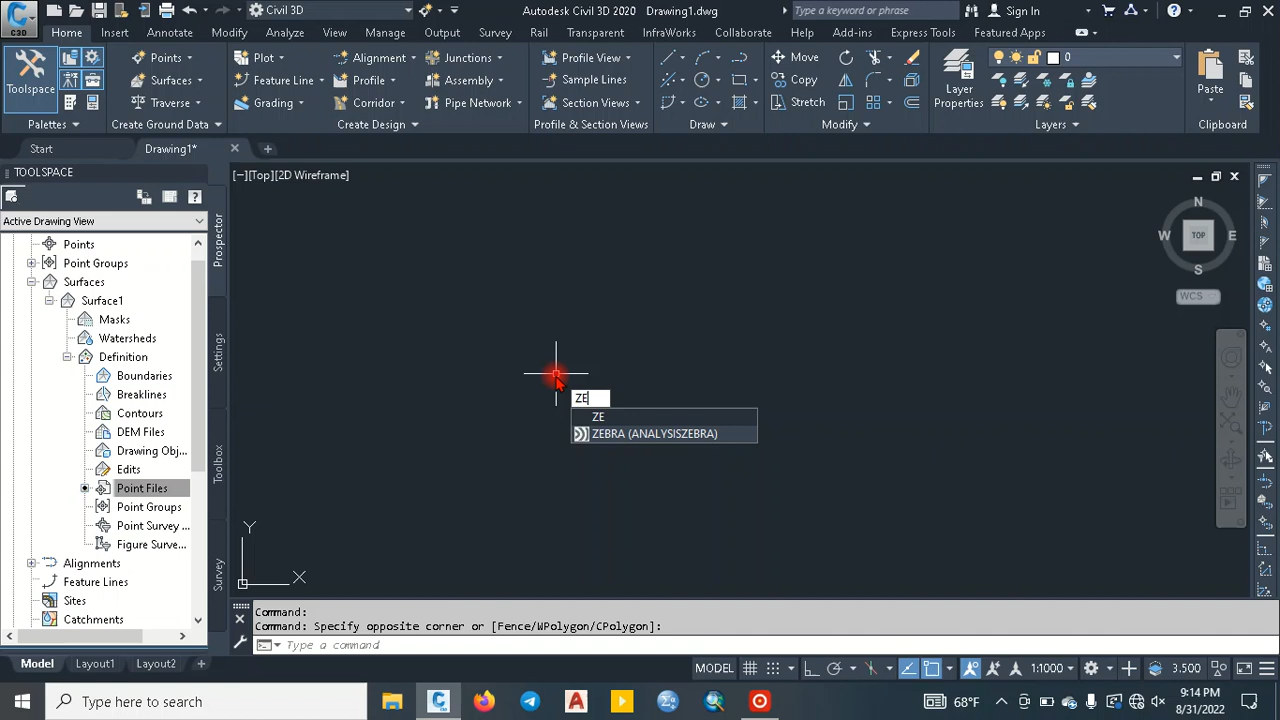 C3D
Civil 3D
Autodesk Civil 3D 2020 Drawing1.dwg
Type a keyword or phrase
Sign In
Home Insert Annotate Modify Analyze View Manage Output Survey Rail Transparent InfraWorks Collaborate Help Add-ins Express Tools Featured Apps
Toolspace
Points
Surfaces
Traverse
Plot
Feature Line
Grading
Alignment
Profile
Corridor
Junctions
Assembly
Pipe Network
Profile View
Sample Lines
Section Views
Move
Copy
Stretch
Layer
Properties
0
Paste
Palettes Create Ground Data Create Design Profile & Section Views Draw Modify Layers Clipboard
Start Drawing1*
TOOLSPACE
Active Drawing View
Points
Point Groups
Surfaces
Surface1
Masks
Watersheds
Definition
Boundaries
Breaklines
Contours
DEM Files
Drawing Obj...
Edits
Point Files
Point Groups
Point Survey ...
Figure Surve...
Alignments
Feature Lines
Sites
Catchments
Prospector
Settings
Toolbox
Survey
[−][Top][2D Wireframe]
ZE
ZE
ZEBRA (ANALYSISZEBRA)
N
W TOP E
S
WCS
Y
X
Command:
Command: Specify opposite corner or [Fence/WPolygon/CPolygon]:
Type a command
Model Layout1 Layout2 +
MODEL 1:1000 3.500
Type here to search
68°F
9:14 PM
8/31/2022